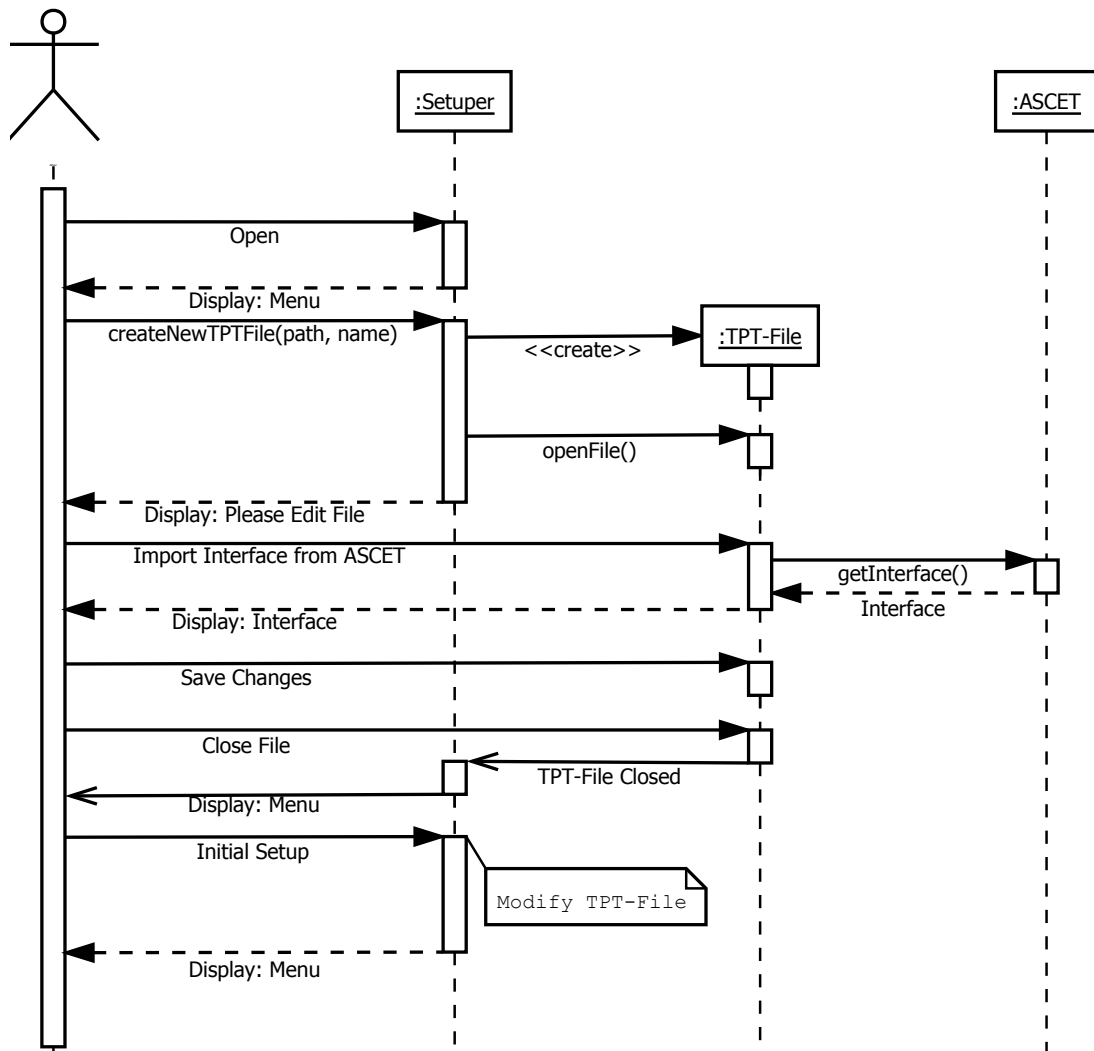 :Setuper
:ASCET
Open
Display: Menu
createNewTPTFile(path, name)
<<create>>
:TPT-File
openFile()
Display: Please Edit File
Import Interface from ASCET
getInterface()
Interface
Display: Interface
Save Changes
Close File
TPT-File Closed
Display: Menu
Initial Setup
Modify TPT-File
Display: Menu